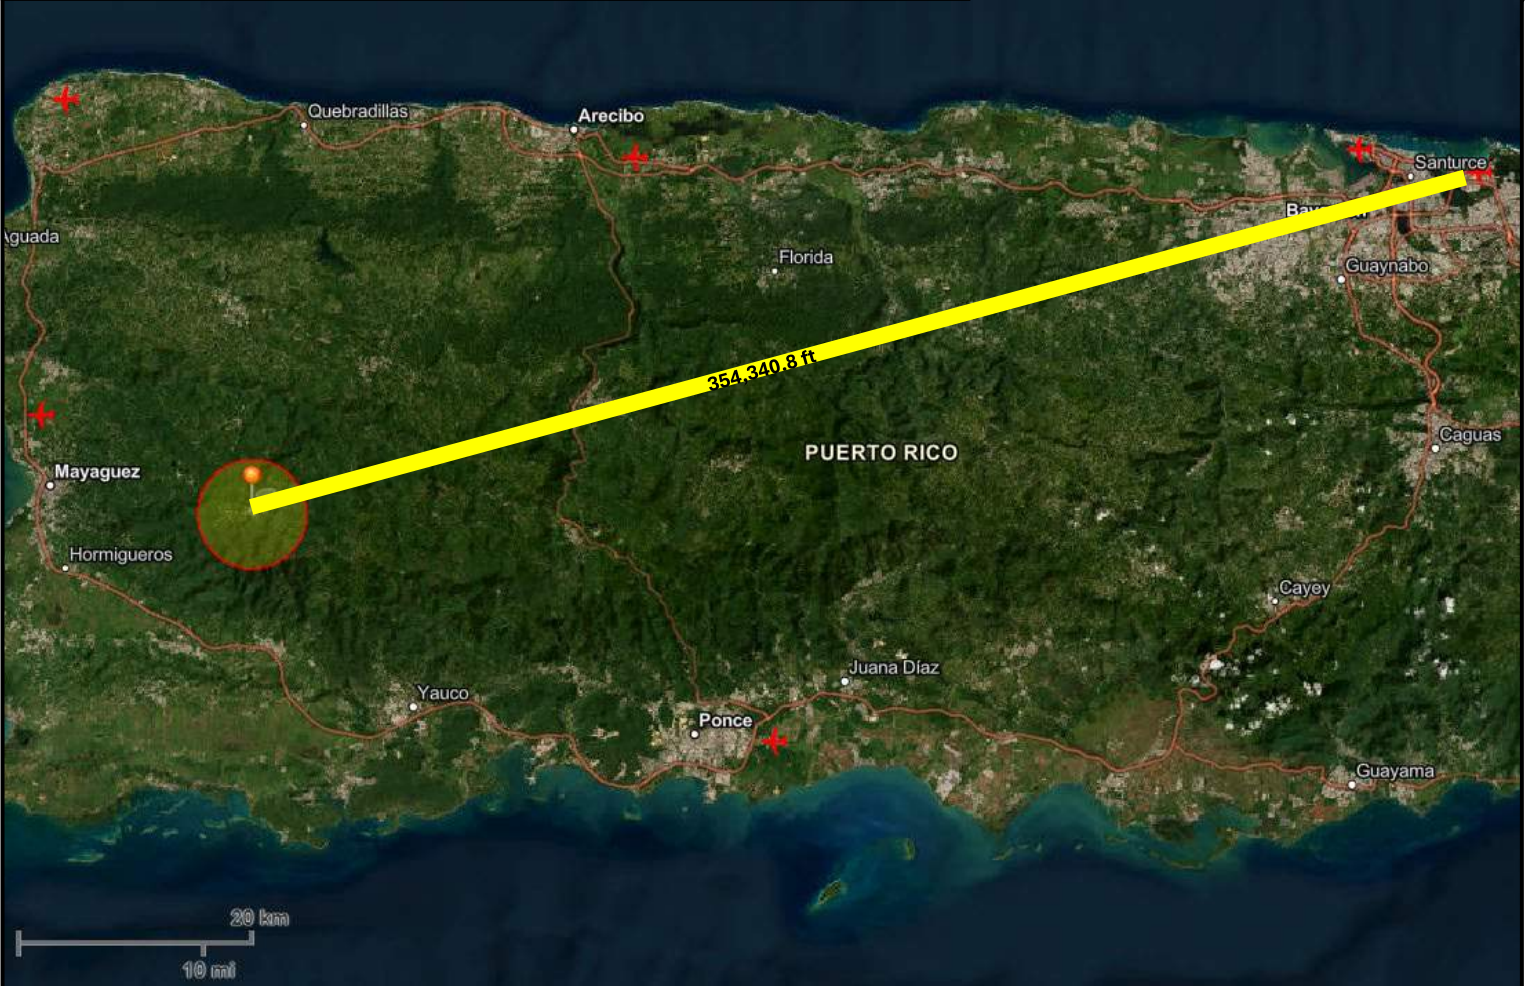 Quebradillas
Arecibo
Santurce
Aguada
Florida
Guaynabo
354,340.8 ft
PUERTO RICO
Caguas
Mayaguez
Hormigueros
Cayey
Juana Díaz
Yauco
Ponce
Guayama
20 km
10 mi